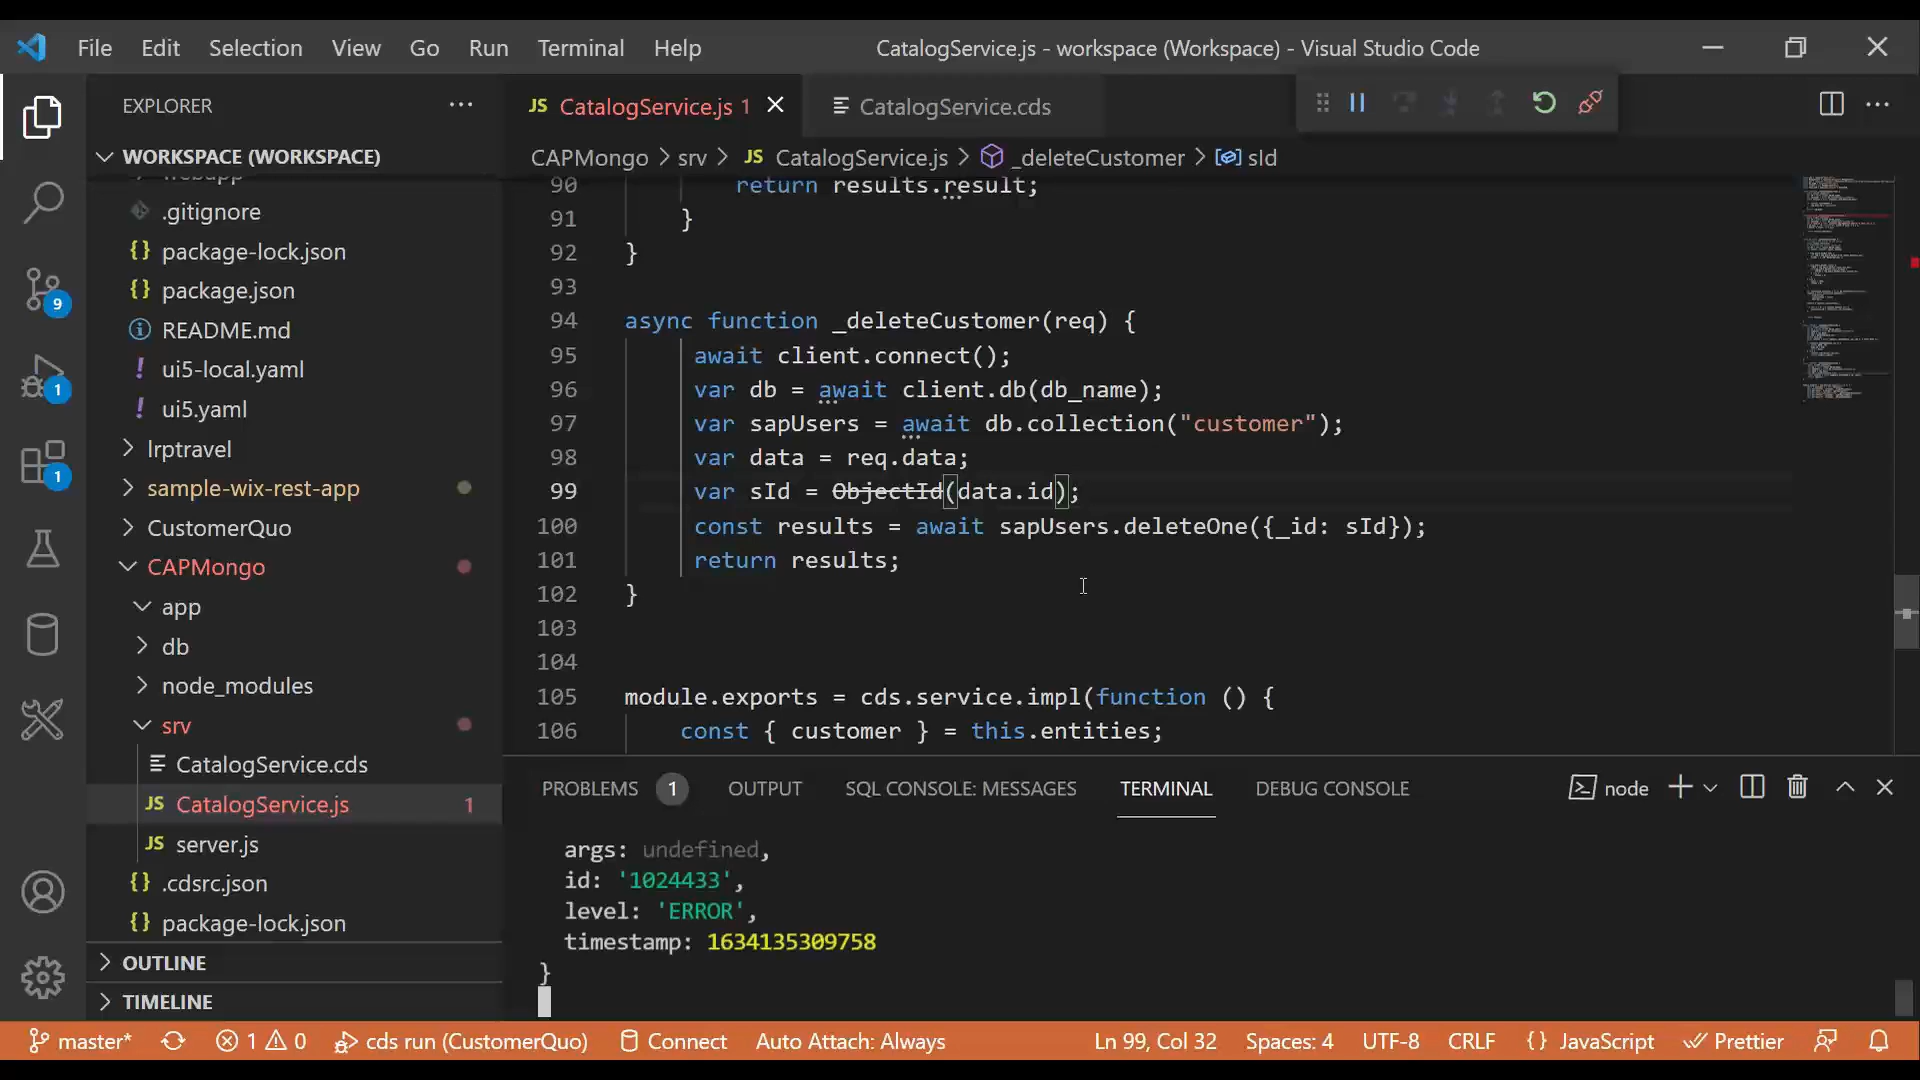 File Edit Selection View Go Run Terminal Help
CatalogService.js - workspace (Workspace) - Visual Studio Code
EXPLORER
WORKSPACE (WORKSPACE)
webapp
.gitignore
{} package-lock.json
{} package.json
README.md
! ui5-local.yaml
! ui5.yaml
lrptravel
sample-wix-rest-app
CustomerQuo
CAPMongo
app
db
node_modules
srv
CatalogService.cds
JS CatalogService.js 1
JS server.js
{} .cdsrc.json
{} package-lock.json
OUTLINE
TIMELINE
9
1
1
JS CatalogService.js 1
CatalogService.cds
CAPMongo > srv > JS CatalogService.js > _deleteCustomer > sId
90 return results.result;
91 }
92 }
93
94 async function _deleteCustomer(req) {
95 await client.connect();
96 var db = await client.db(db_name);
97 var sapUsers = await db.collection("customer");
98 var data = req.data;
99 var sId = ObjectId(data.id);
100 const results = await sapUsers.deleteOne({_id: sId});
101 return results;
102 }
103
104
105 module.exports = cds.service.impl(function () {
106 const { customer } = this.entities;
PROBLEMS 1 OUTPUT SQL CONSOLE: MESSAGES TERMINAL DEBUG CONSOLE
node
args: undefined,
id: '1024433',
level: 'ERROR',
timestamp: 1634135309758
}
master* 1 0 cds run (CustomerQuo) Connect Auto Attach: Always Ln 99, Col 32 Spaces: 4 UTF-8 CRLF {} JavaScript Prettier